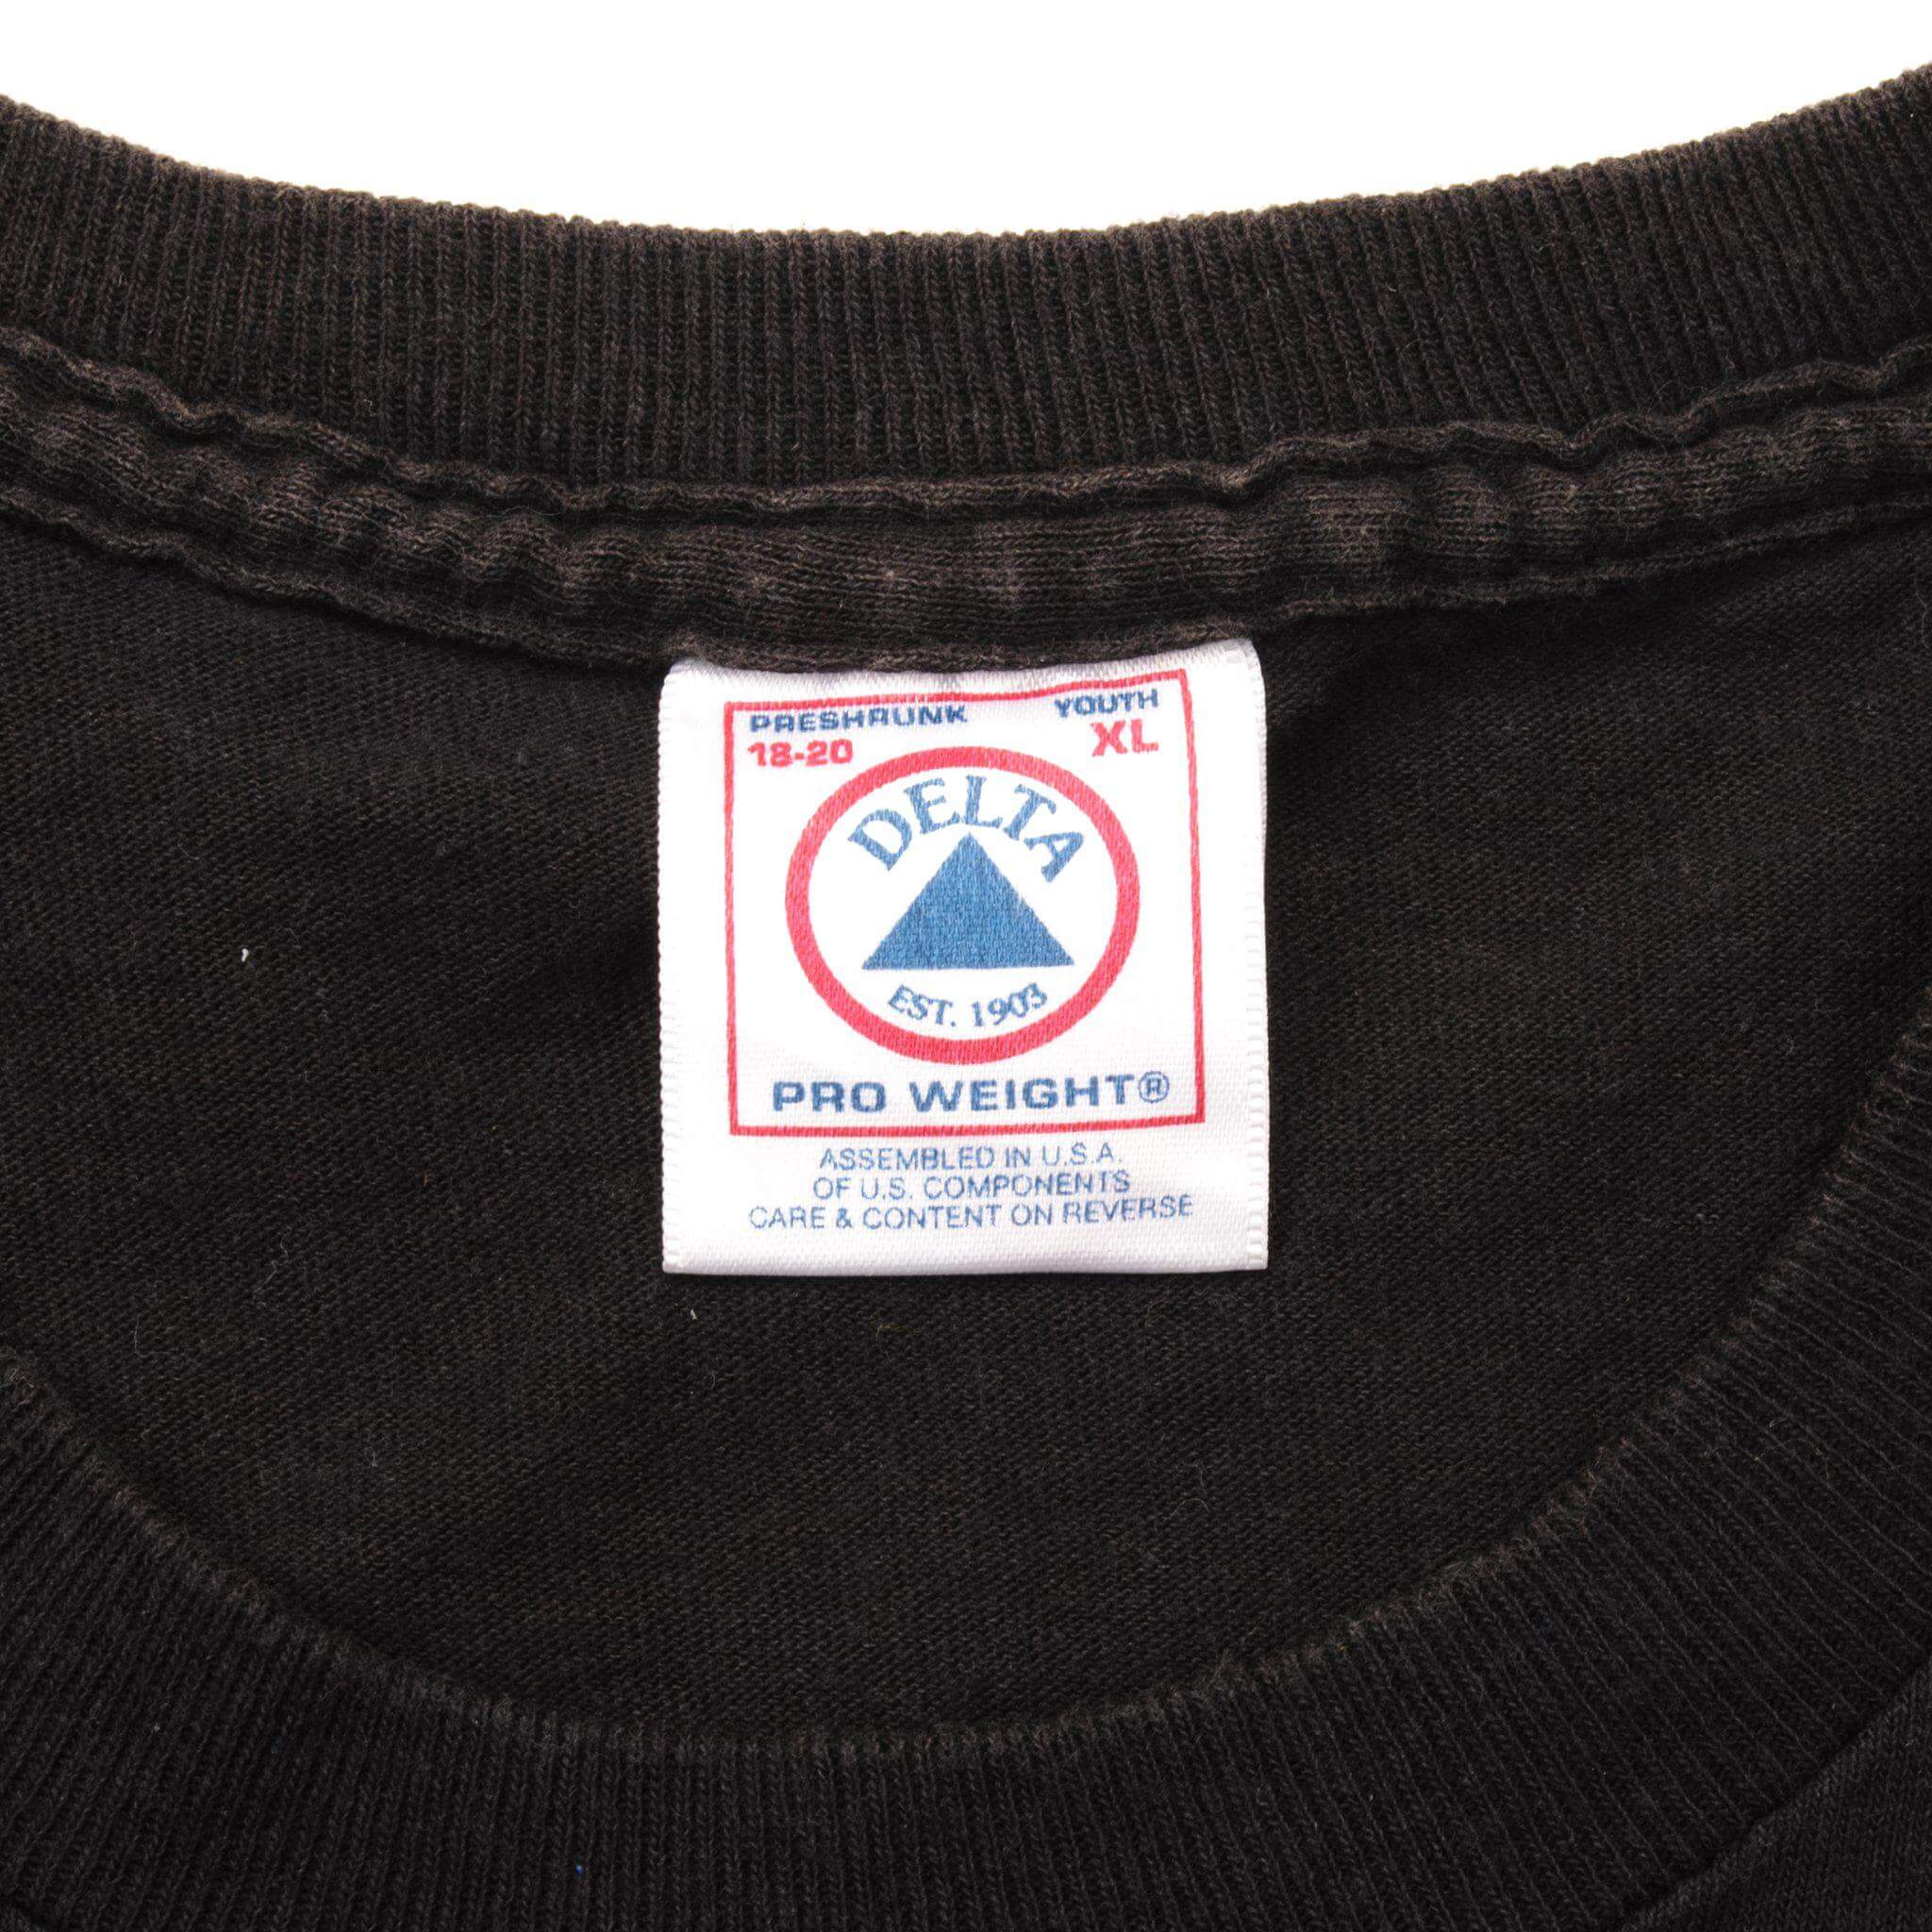 PRESHRUNK YOUTH
18-20 XL
DELTA
EST. 1903
PRO WEIGHT®
ASSEMBLED IN U.S.A.
OF U.S. COMPONENTS
CARE & CONTENT ON REVERSE